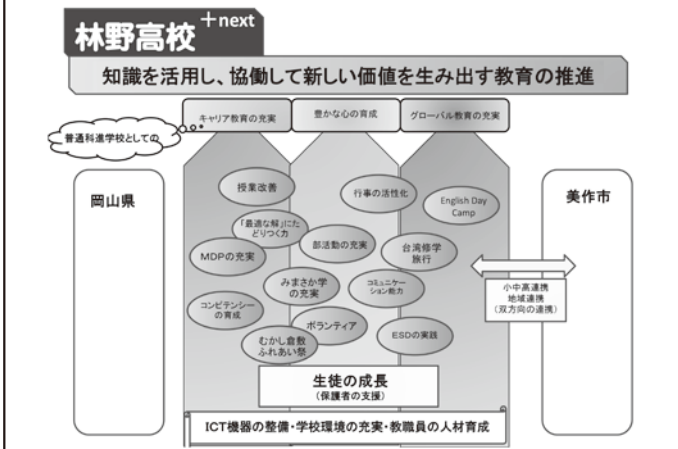 林野高校+next
知識を活用し、協働して新しい価値を生み出す教育の推進
キャリア教育の充実
豊かな心の育成
グローバル教育の充実
普通科進学校としての
岡山県
美作市
授業改善
行事の活性化
English Day
Camp
「最適な解」にた
どりつく力
部活動の充実
台湾修学
旅行
MDPの充実
みまさか学
の充実
コミュニケー
ション能力
小中高連携
地域連携
(双方向の連携)
コンピテンシー
の育成
ボランティア
ESDの実践
むかし倉敷
ふれあい祭
生徒の成長
(保護者の支援)
ICT機器の整備・学校環境の充実・教職員の人材育成